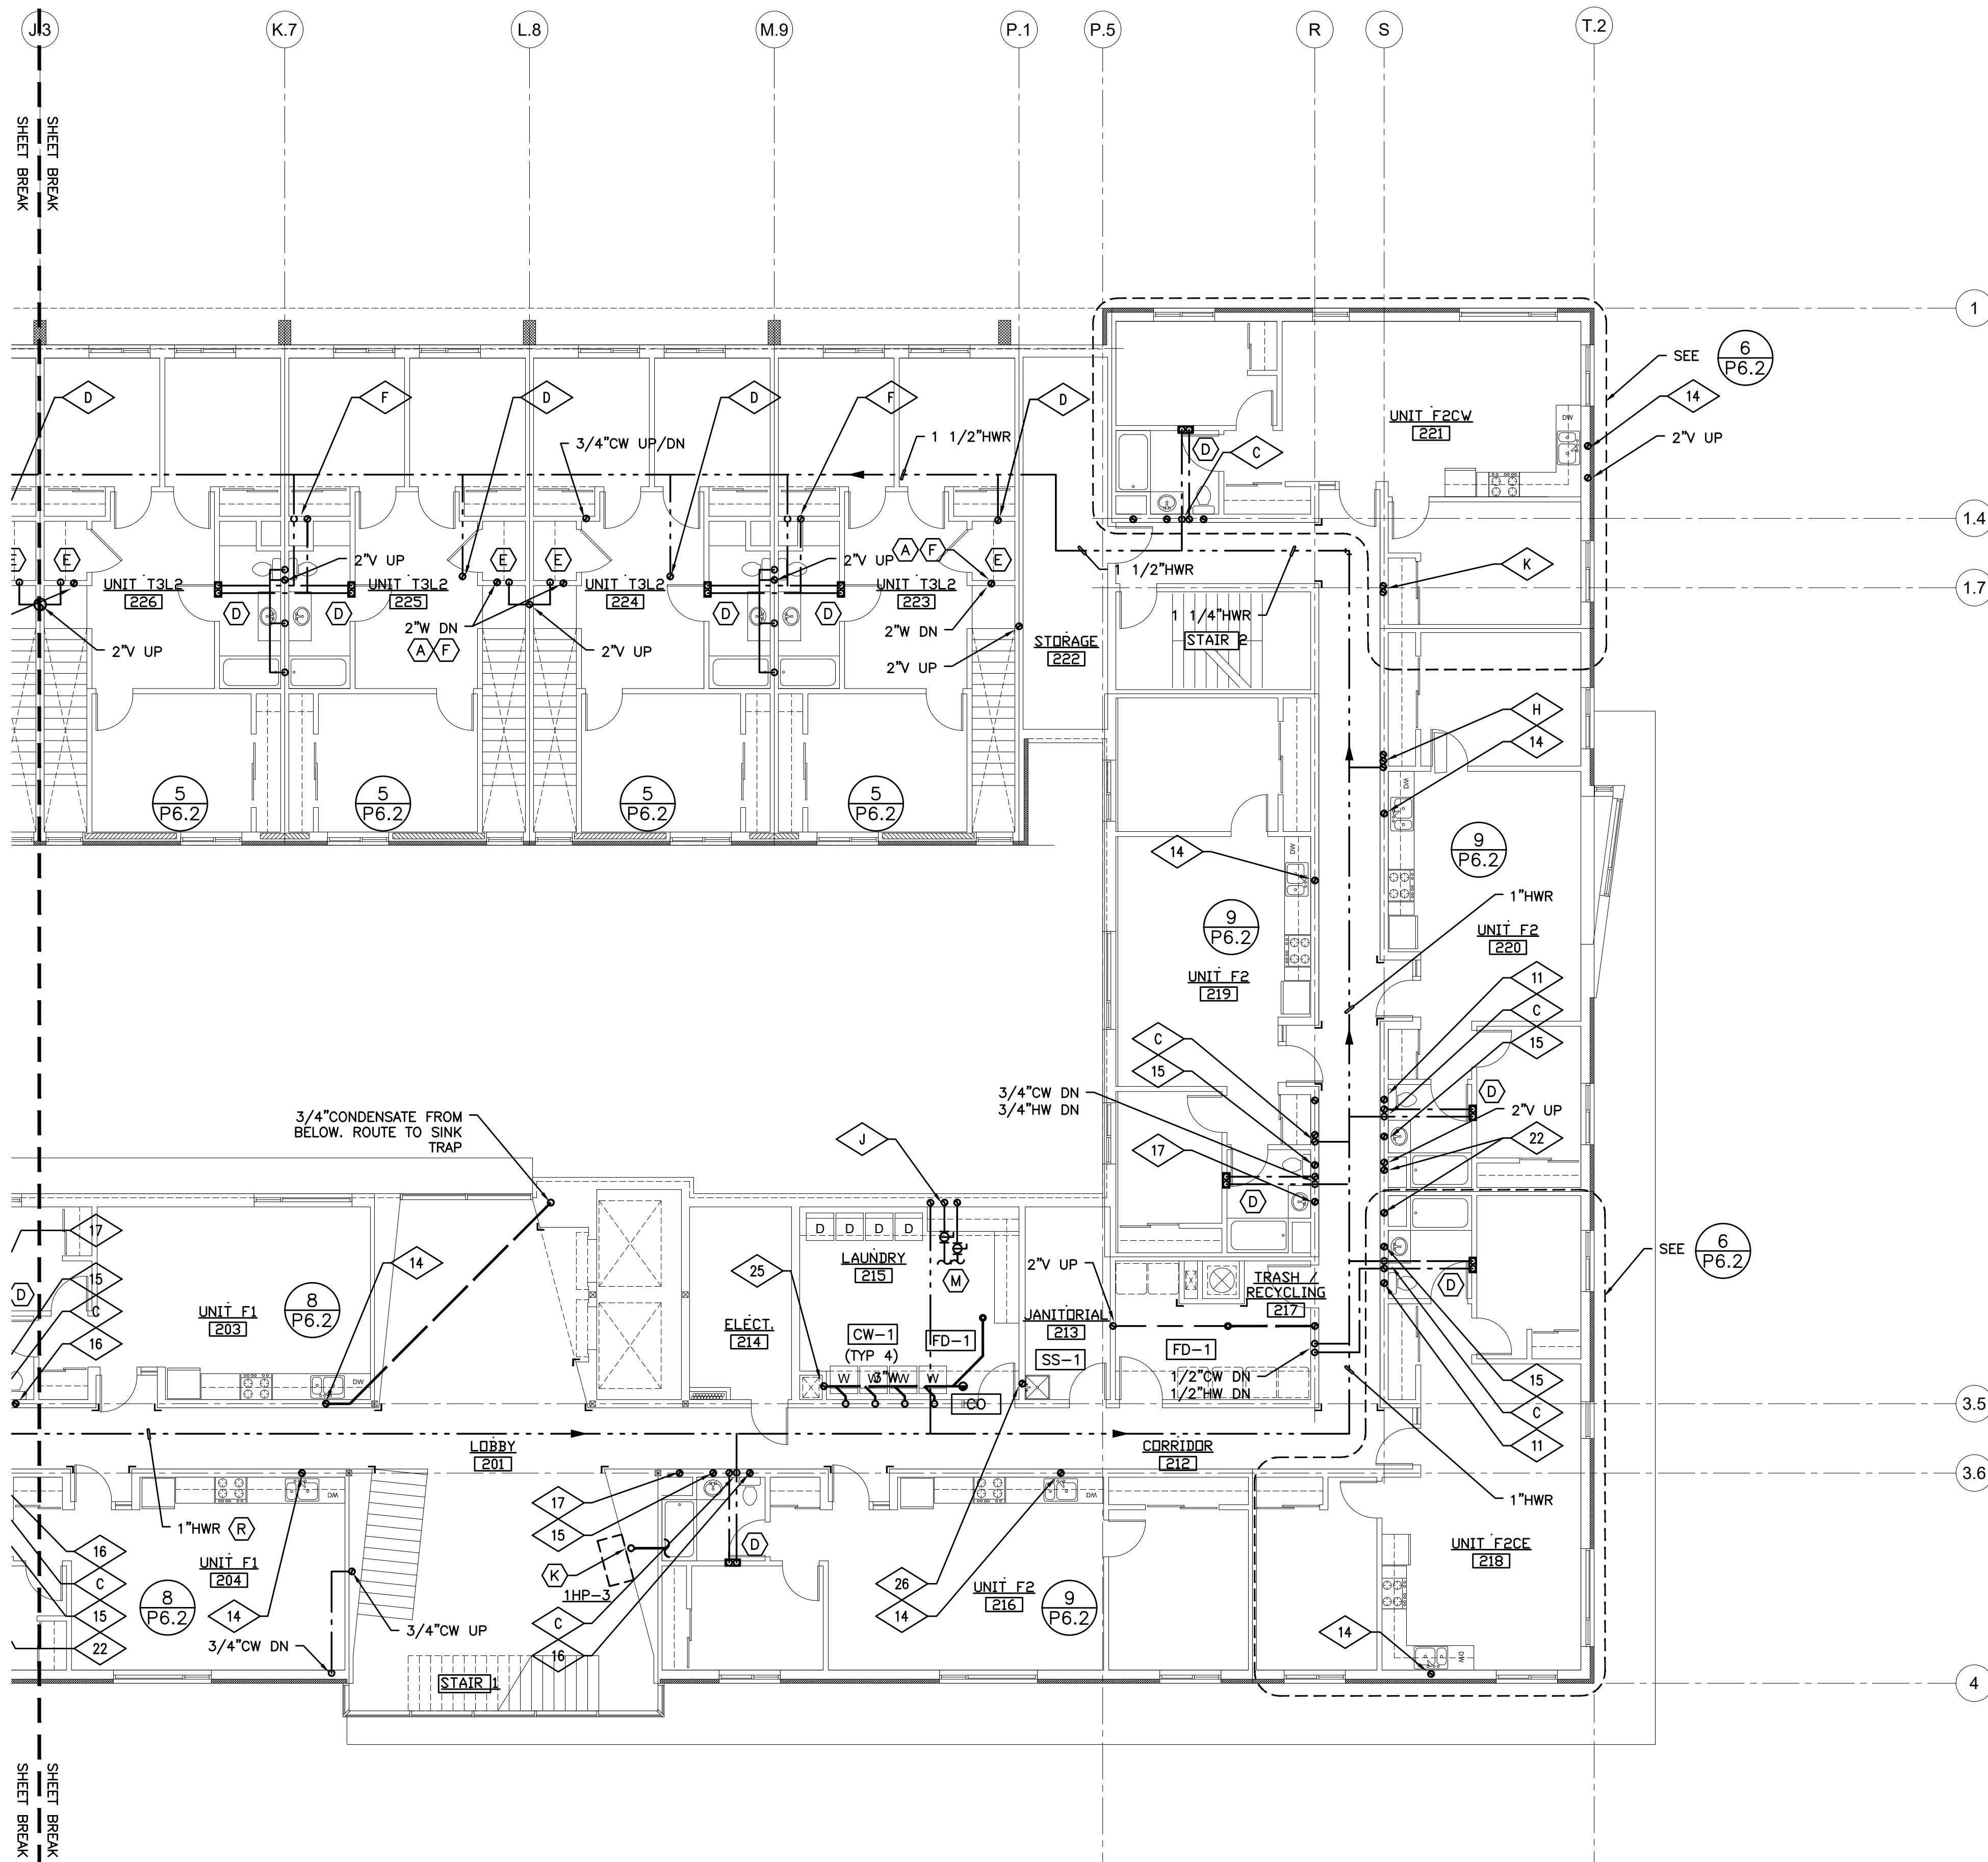 J.3 K.7 L.8 M.9 P.1 P.5 R S T.2
SHEET BREAK
SHEET BREAK
1
SEE 6
P6.2
14
2"V UP
D F D D F D
3/4"CW UP/DN
1 1/2"HWR
UNIT F2CW
221
DW
D
C
1.4
E E E E A F E
2"V UP
2"V UP
K
1 1/2"HWR
1.7
UNIT T3L2
226
UNIT T3L2
225
UNIT T3L2
224
UNIT T3L2
223
D D D D
2"W DN
A F
2"V UP
2"V UP
2"W DN
2"V UP
STORAGE
222
1 1/4"HWR
STAIR 2
H
14
DW
5
P6.2
5
P6.2
5
P6.2
5
P6.2
14
DW
9
P6.2
9
P6.2
1"HWR
UNIT F2
220
UNIT F2
219
11
C
15
C
15
D
2"V UP
22
3/4"CW DN
3/4"HW DN
3/4"CONDENSATE FROM
BELOW. ROUTE TO SINK
TRAP
J
17
D
17
15
D
C
16
14
UNIT F1
203
8
P6.2
DW
D D D D
LAUNDRY
215
M
25
2"V UP
TRASH /
RECYCLING
217
SEE 6
P6.2
D
ELECT.
214
CW-1
(TYP 4)
FD-1
JANITORIAL
213
SS-1
FD-1
W W W W
3"W
CO
1/2"CW DN
1/2"HW DN
15
C
11
3.5
LOBBY
201
CORRIDOR
212
3.6
DW
1"HWR R
16
C
15
22
UNIT F1
204
8
P6.2
14
3/4"CW DN
3/4"CW UP
17
15
K
1HP-3
C
16
D
DW
26
14
UNIT F2
216
9
P6.2
1"HWR
UNIT F2CE
218
14
DW
STAIR 1
4
SHEET BREAK
SHEET BREAK